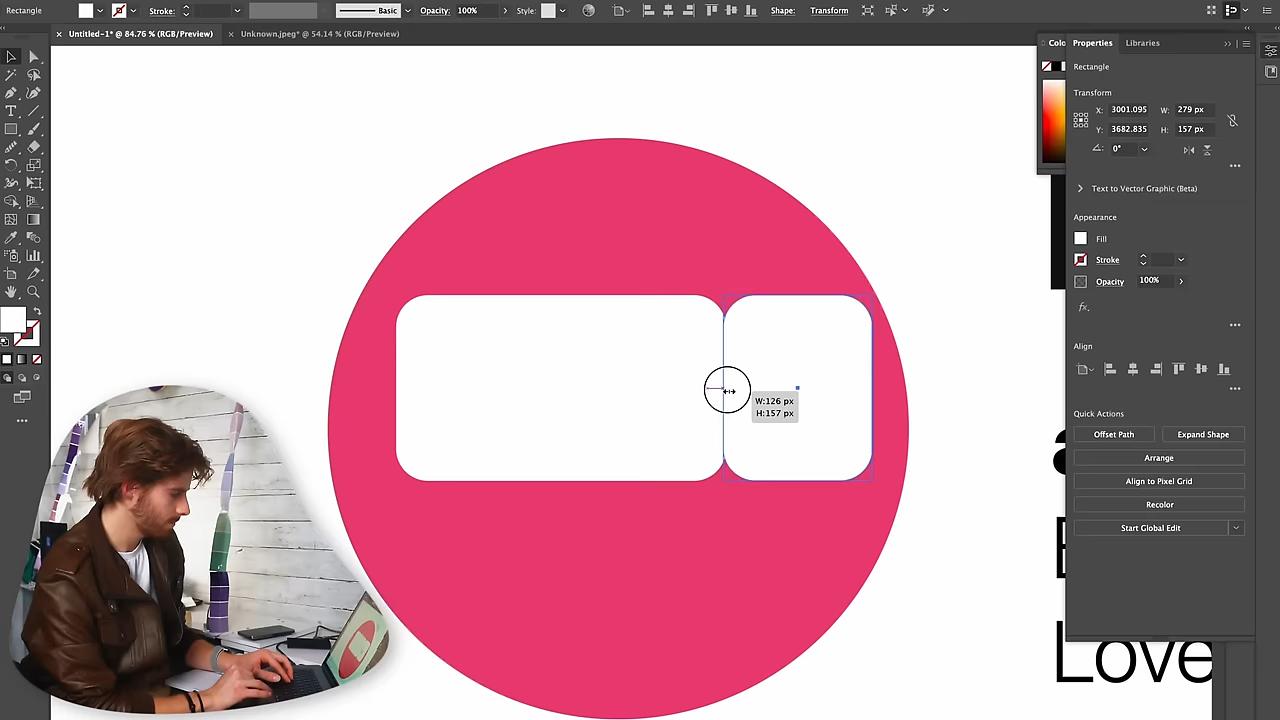 Rectangle
Stroke:
Basic
Opacity:
100%
Style:
Shape:
Transform
Untitled-1* @ 84.76 % (RGB/Preview)
Unknown.jpeg* @ 54.14 % (RGB/Preview)
Colo
Properties
Libraries
Rectangle
Transform
X: 3001.095 W: 279 px
Y: 3682.835 H: 157 px
0°
Text to Vector Graphic (Beta)
Appearance
Fill
Stroke
Opacity 100%
fx.
Align
W:126 px
H:157 px
Quick Actions
Offset Path
Expand Shape
Arrange
Align to Pixel Grid
Recolor
Start Global Edit
Love